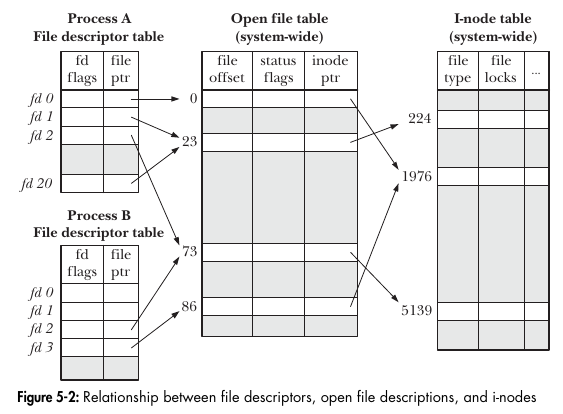 Process A
File descriptor table
fd
flags
file
ptr
fd 0
fd 1
fd 2
fd 20
Process B
File descriptor table
fd
flags
file
ptr
fd 0
fd 1
fd 2
fd 3
Open file table
(system-wide)
file
offset
status
flags
inode
ptr
0
23
73
86
I-node table
(system-wide)
file
type
file
locks
...
224
1976
5139
Figure 5-2: Relationship between file descriptors, open file descriptions, and i-nodes